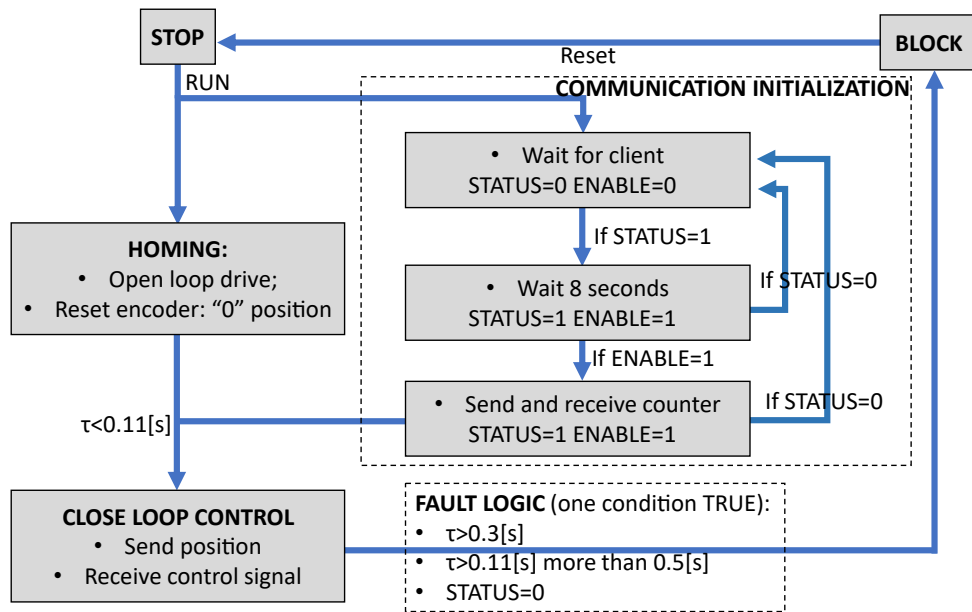 STOP
BLOCK
Reset
RUN
COMMUNICATION INITIALIZATION
• Wait for client
STATUS=0 ENABLE=0
If STATUS=1
HOMING:
• Open loop drive;
• Reset encoder: “0” position
• Wait 8 seconds
STATUS=1 ENABLE=1
If STATUS=0
If ENABLE=1
• Send and receive counter
STATUS=1 ENABLE=1
If STATUS=0
τ<0.11[s]
CLOSE LOOP CONTROL
• Send position
• Receive control signal
FAULT LOGIC (one condition TRUE):
• τ>0.3[s]
• τ>0.11[s] more than 0.5[s]
• STATUS=0